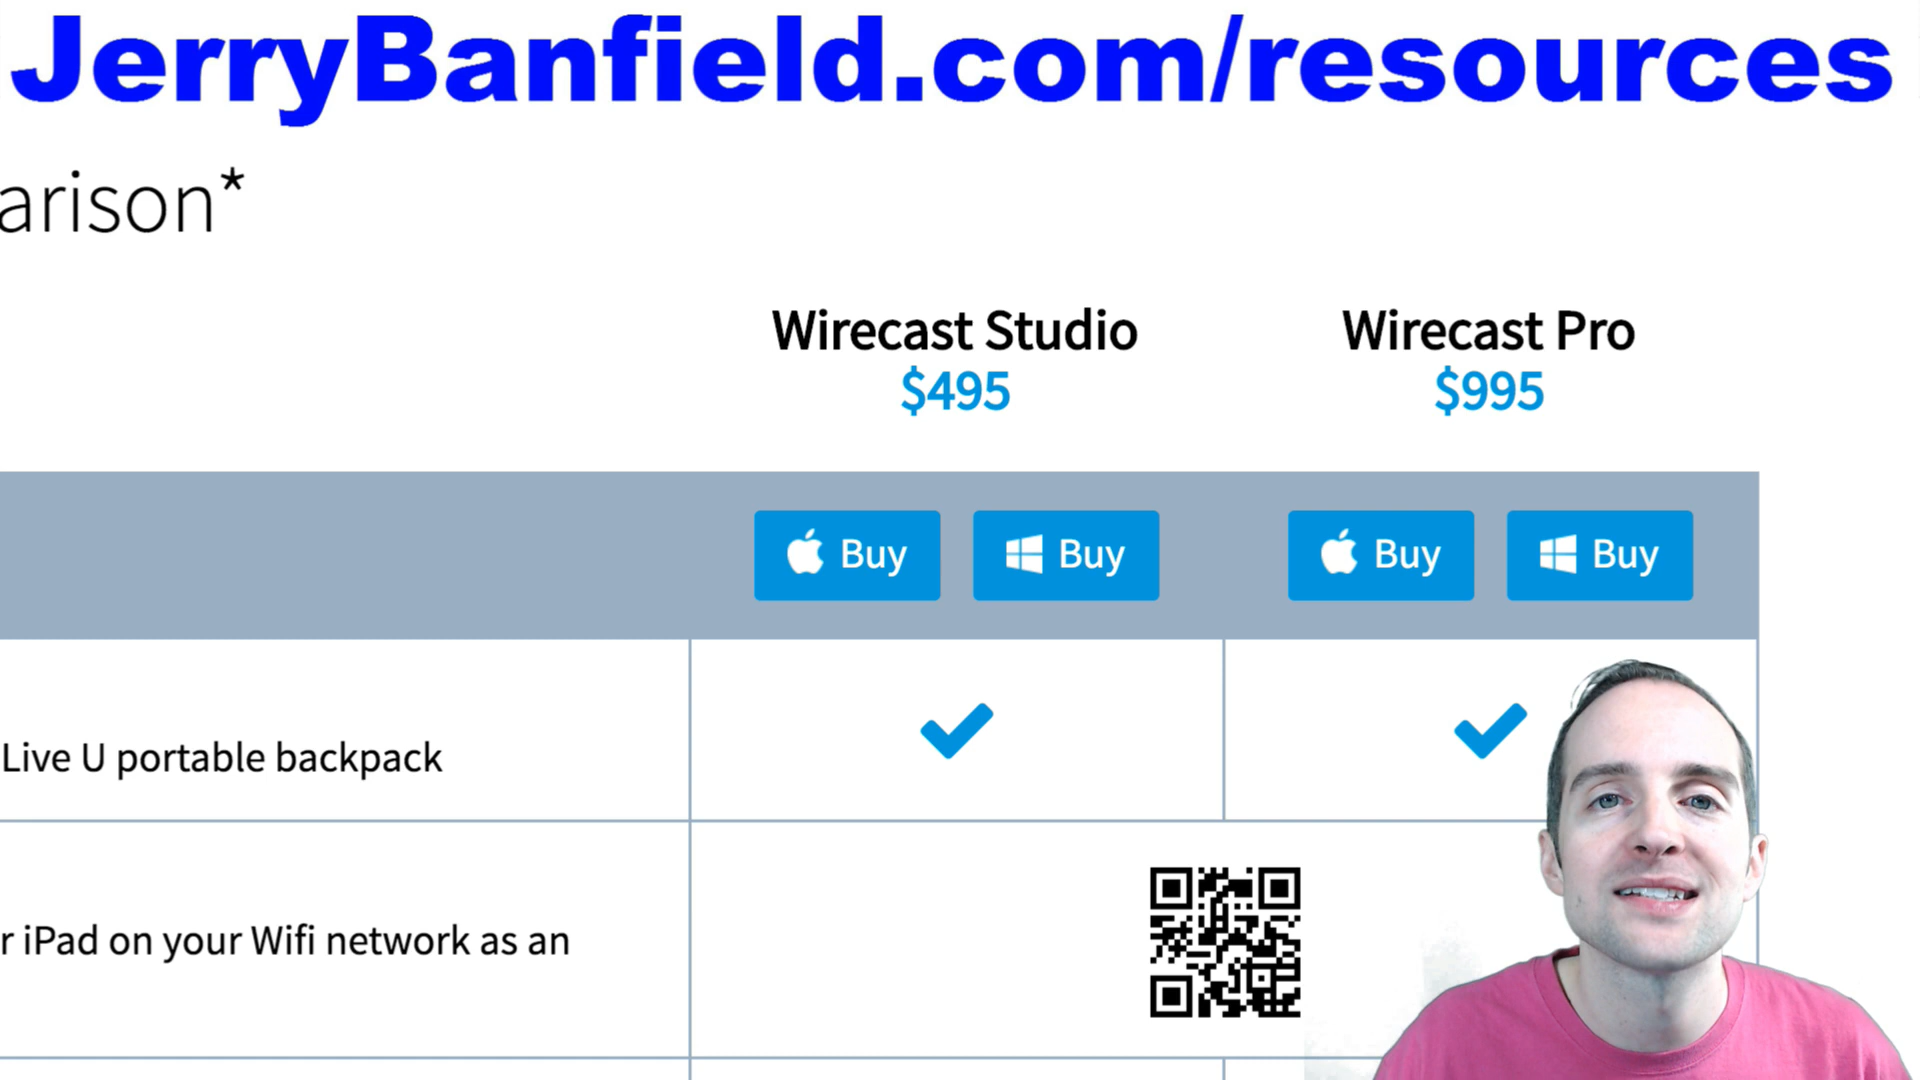 JerryBanfield.com/resources
arison*
Wirecast Studio
$495
Wirecast Pro
$995
Buy
Buy
Buy
Buy
Live U portable backpack
r iPad on your Wifi network as an